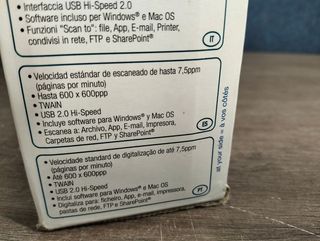 • Interfaccia USB Hi-Speed 2.0
• Software incluso per Windows® e Mac OS
• Funzioni "Scan to": file, App, E-mail, Printer,
condivisi in rete, FTP e SharePoint®
IT
• Velocidad estándar de escaneado de hasta 7,5ppm
(páginas por minuto)
• Hasta 600 x 600ppp
• TWAIN
• USB 2.0 Hi-Speed
• Incluye software para Windows® y Mac OS
• Escanea a: Archivo, App, E-mail, Impresora,
Carpetas de red, FTP y SharePoint®
ES
• Velocidade standard de digitalização de até 7,5ppm
(páginas por minuto)
• Até 600 x 600ppp
• TWAIN
• USB 2.0 Hi-Speed
• Inclui software para Windows® e Mac OS
• Digitaliza para: ficheiro, App, e-mail, impressora,
pastas de rede, FTP e SharePoint®
PT
at your side = a von côtés